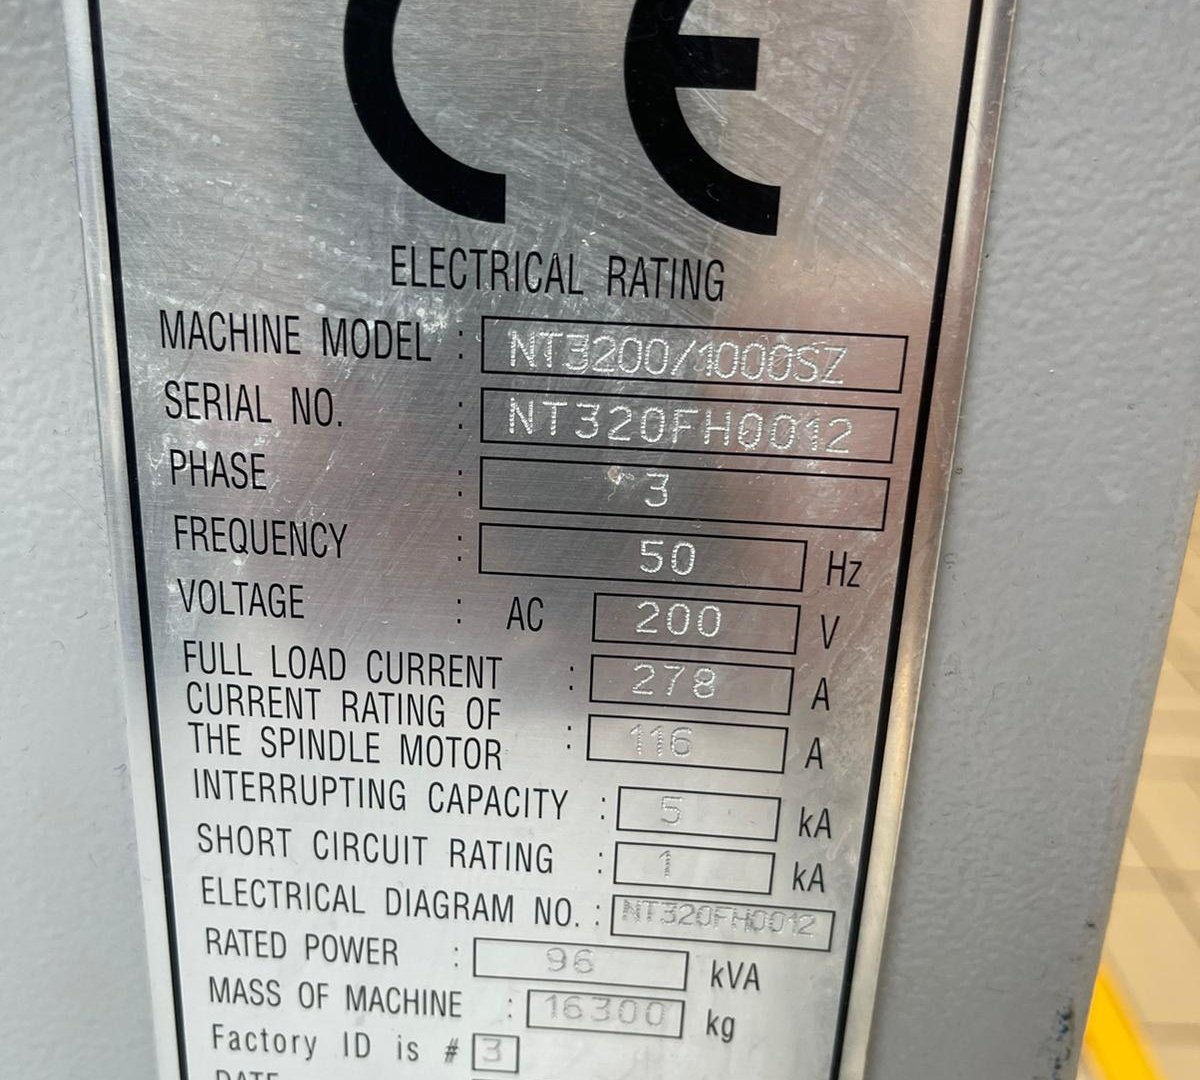 CE
ELECTRICAL RATING
MACHINE MODEL : NT3200/1000SZ
SERIAL NO. : NT320FH0012
PHASE : 3
FREQUENCY : 50 Hz
VOLTAGE : AC 200 V
FULL LOAD CURRENT : 278 A
CURRENT RATING OF
THE SPINDLE MOTOR : 116 A
INTERRUPTING CAPACITY : 5 kA
SHORT CIRCUIT RATING : 1 kA
ELECTRICAL DIAGRAM NO. : NT320FH0012
RATED POWER : 96 kVA
MASS OF MACHINE : 16300 kg
Factory ID is # 3
DATE